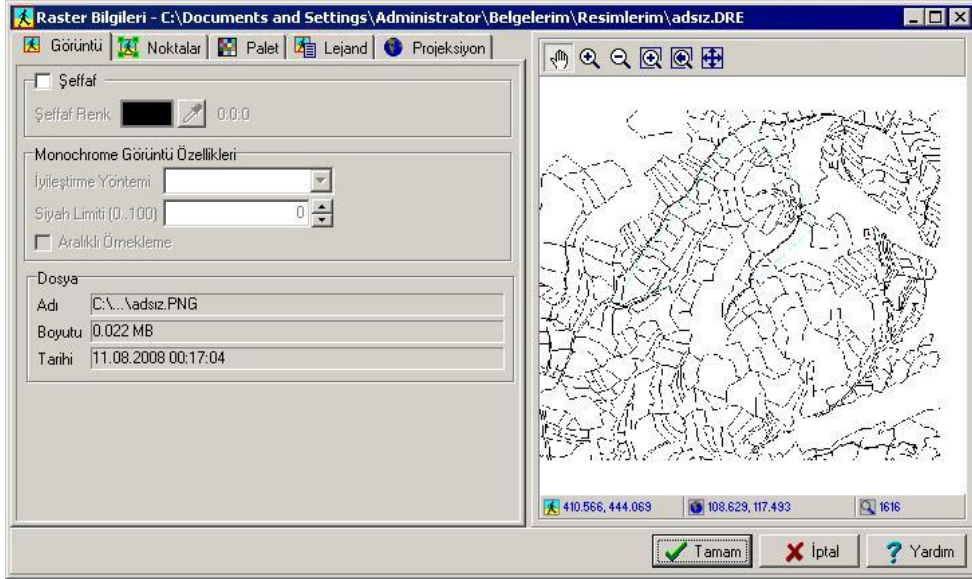 Raster Bilgileri - C:\Documents and Settings\Administrator\Belgelerim\Resimlerim\adsız.DRE
Görüntü Noktalar Palet Lejand Projeksiyon
Şeffaf
Şeffaf Renk 0:0:0
Monochrome Görüntü Özellikleri
İyileştirme Yöntemi
Siyah Limiti (0..100) 0
Aralıklı Örnekleme
Dosya
Adı C:\...\adsız.PNG
Boyutu 0.022 MB
Tarihi 11.08.2008 00:17:04
410.566, 444.069 108.629, 117.493 1616
Tamam İptal Yardım